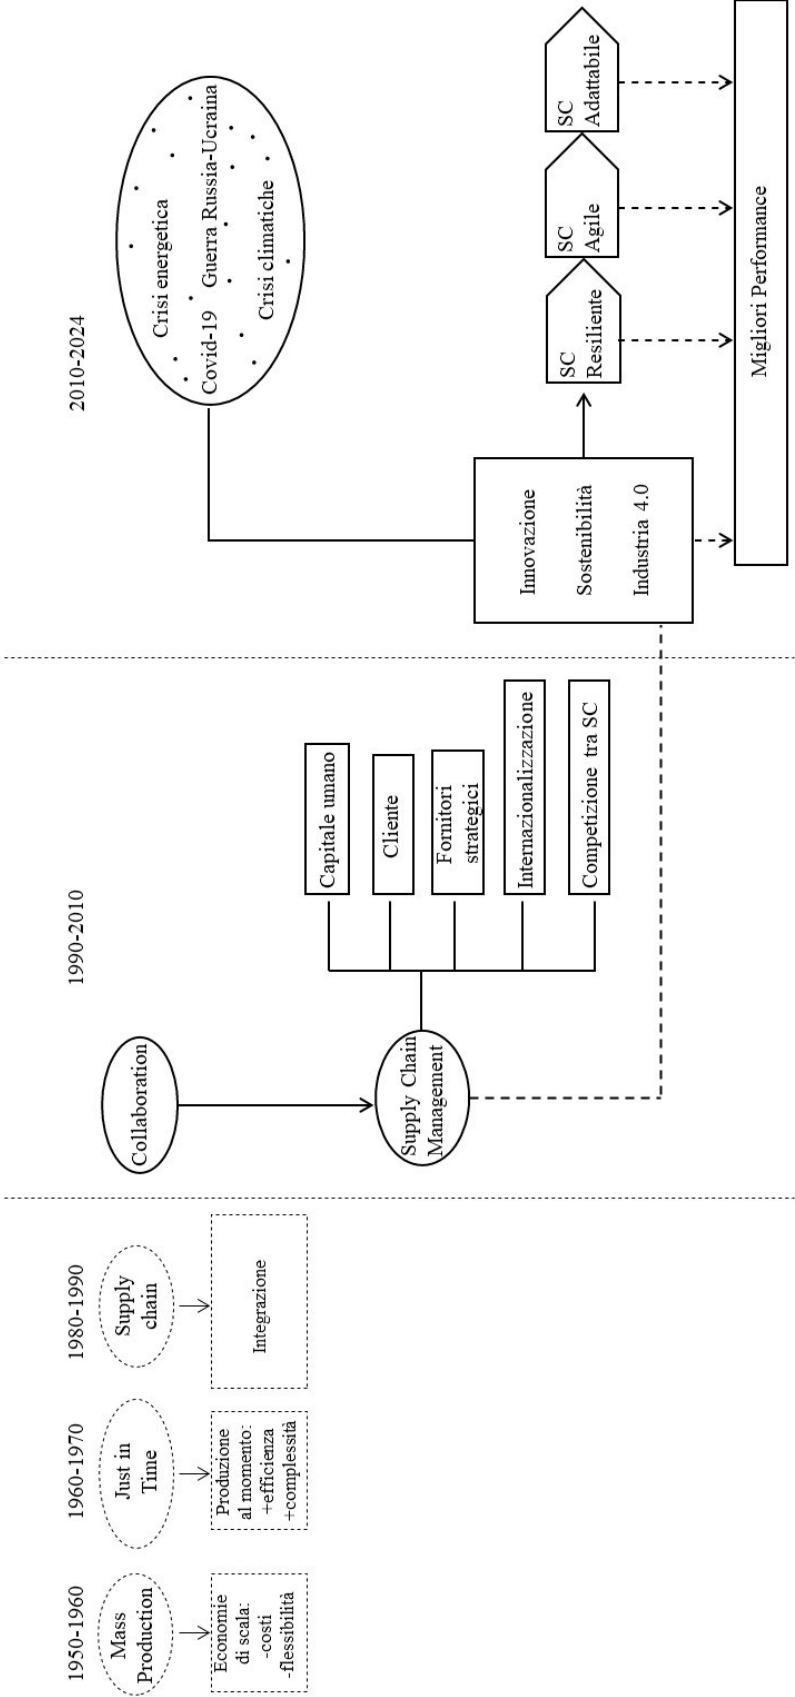 1950-1960
Mass
Production
Economie
di scala:
-costi
-flessibilità
1960-1970
Just in
Time
Produzione
al momento:
+efficienza
+complessità
1980-1990
Supply
chain
Integrazione
1990-2010
Collaboration
Supply Chain
Management
Capitale umano
Cliente
Fornitori
strategici
Internazionalizzazione
Competizione tra SC
2010-2024
Crisi energetica
Covid-19 Guerra Russia-Ucraina
Crisi climatiche
Innovazione
Sostenibilità
Industria 4.0
SC
Resiliente
SC
Agile
SC
Adattabile
Migliori Performance